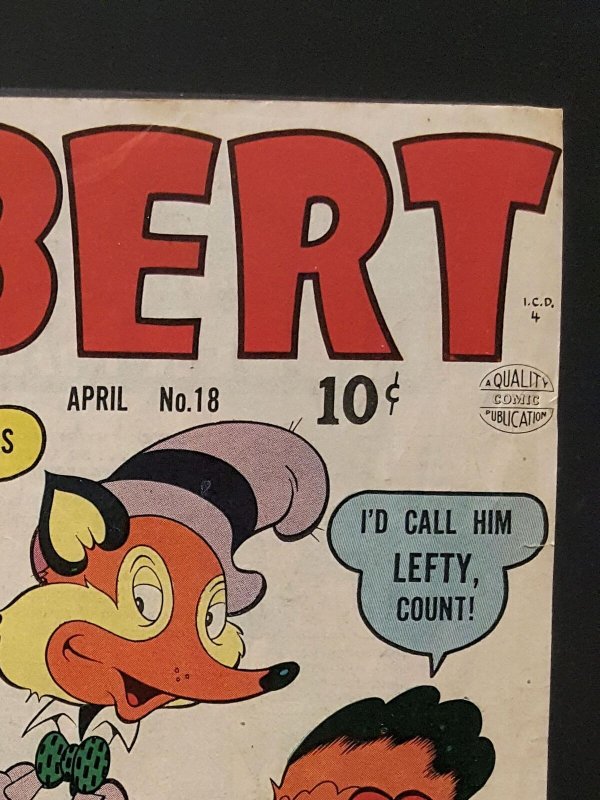 BERT
I.C.D.
4
APRIL No.18 10¢
A QUALITY
COMIC
PUBLICATION
S
I'D CALL HIM
LEFTY,
COUNT!